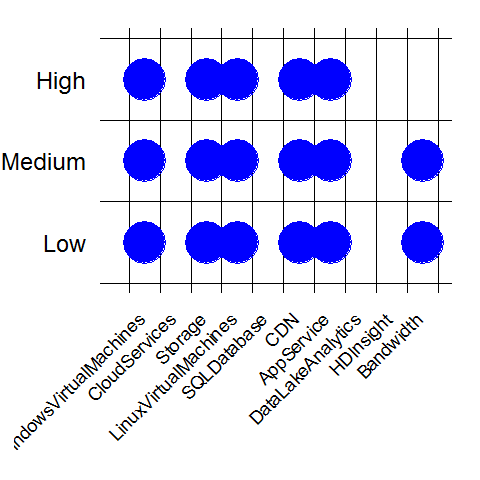 High
Medium
Low
ndowsVirtualMachines
CloudServices
Storage
LinuxVirtualMachines
SQLDatabase
CDN
AppService
DataLakeAnalytics
HDInsight
Bandwidth